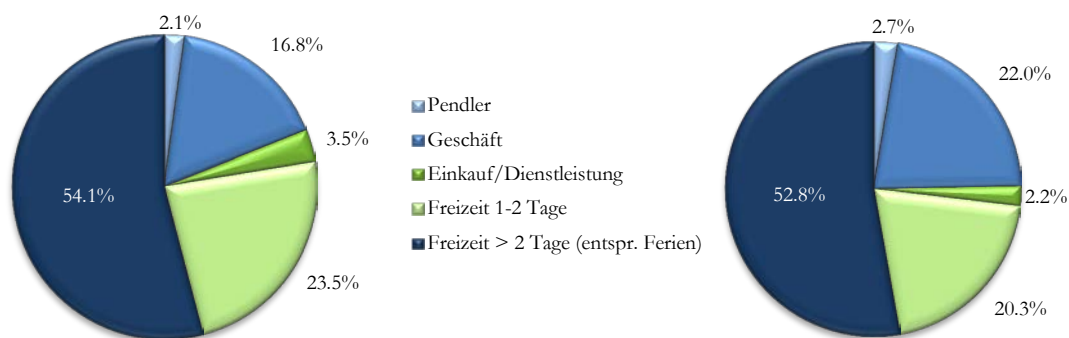 2.1%
16.8%
3.5%
23.5%
54.1%
Pendler
Geschäft
Einkauf/Dienstleistung
Freizeit 1-2 Tage
Freizeit > 2 Tage (entspr. Ferien)
2.7%
22.0%
2.2%
20.3%
52.8%